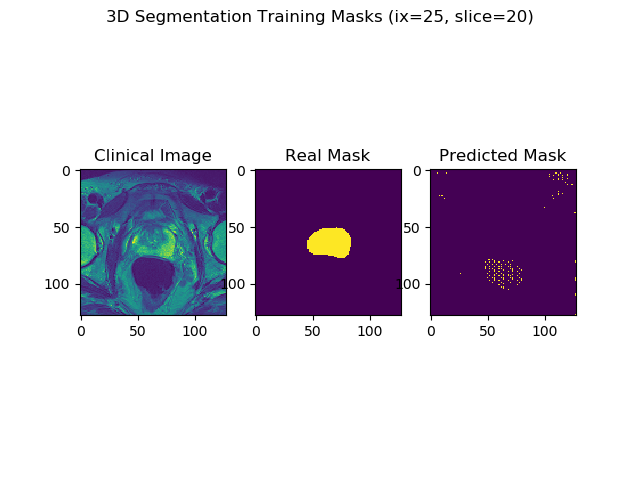 3D Segmentation Training Masks (ix=25, slice=20)
Clinical Image Real Mask Predicted Mask
0 0 0
50 50 50
100 100 100
0 50 100 0 50 100 0 50 100